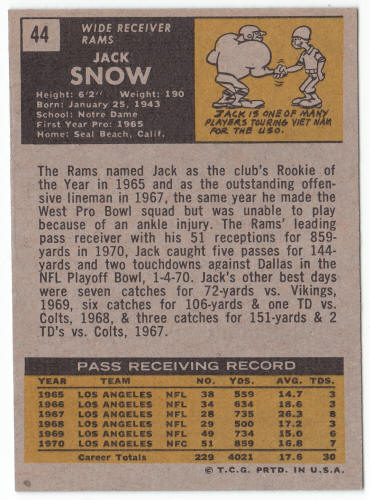 44
WIDE RECEIVER
RAMS
JACK
SNOW
Height: 6'2" Weight: 190
Born: January 25, 1943
School: Notre Dame
First Year Pro: 1965
Home: Seal Beach, Calif.
JACK IS ONE OF MANY
PLAYERS TOURING VIET NAM
FOR THE USO.
The Rams named Jack as the club's Rookie of
the Year in 1965 and as the outstanding offen-
sive lineman in 1967, the same year he made the
West Pro Bowl squad but was unable to play
because of an ankle injury. The Rams' leading
pass receiver with his 51 receptions for 859-
yards in 1970, Jack caught five passes for 144-
yards and two touchdowns against Dallas in the
NFL Playoff Bowl, 1-4-70. Jack's other best days
were seven catches for 72-yards vs. Vikings,
1969, six catches for 106-yards & one TD vs
Colts, 1968, & three catches for 151-yards & 2
TD's vs. Colts, 1967.
PASS RECEIVING RECORD
YEAR TEAM NO. YDS. AVG. TDS.
1965 LOS ANGELES NFL 38 559 14.7 3
1966 LOS ANGELES NFL 34 634 18.6 3
1967 LOS ANGELES NFL 28 735 26.3 8
1968 LOS ANGELES NFL 29 500 17.2 3
1969 LOS ANGELES NFL 49 734 15.0 6
1970 LOS ANGELES NFC 51 859 16.8 7
Career Totals 229 4021 17.6 30
© T.C.G. PRTD. IN U.S.A.